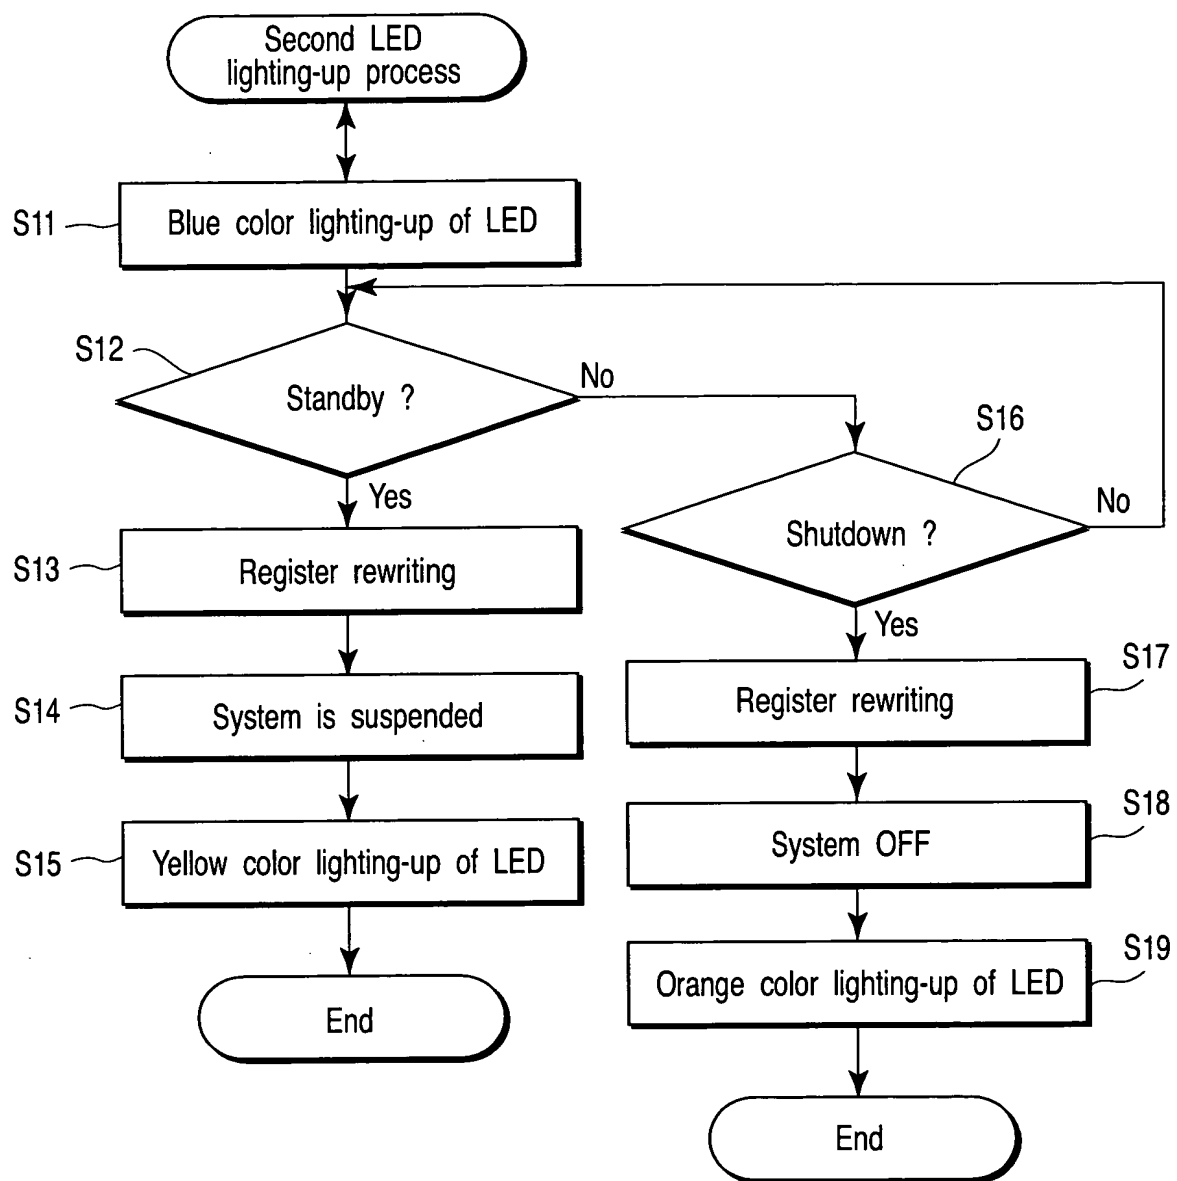 Second LED
lighting-up process
S11
Blue color lighting-up of LED
S12
Standby ?
No
Yes
S16
Shutdown ?
No
Yes
S13
Register rewriting
S14
System is suspended
S15
Yellow color lighting-up of LED
End
S17
Register rewriting
S18
System OFF
S19
Orange color lighting-up of LED
End